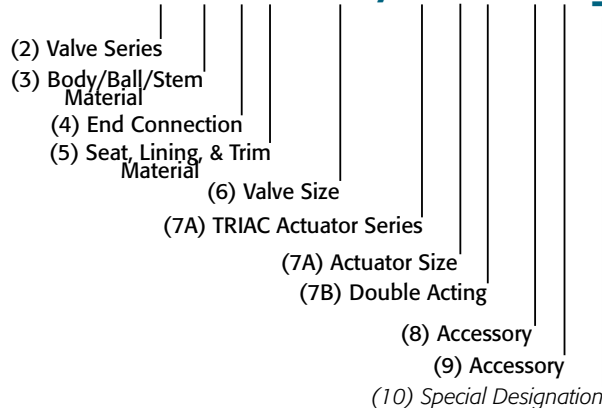 (2) Valve Series
(3) Body/Ball/Stem
Material
(4) End Connection
(5) Seat, Lining, & Trim
Material
(6) Valve Size
(7A) TRIAC Actuator Series
(7A) Actuator Size
(7B) Double Acting
(8) Accessory
(9) Accessory
(10) Special Designation